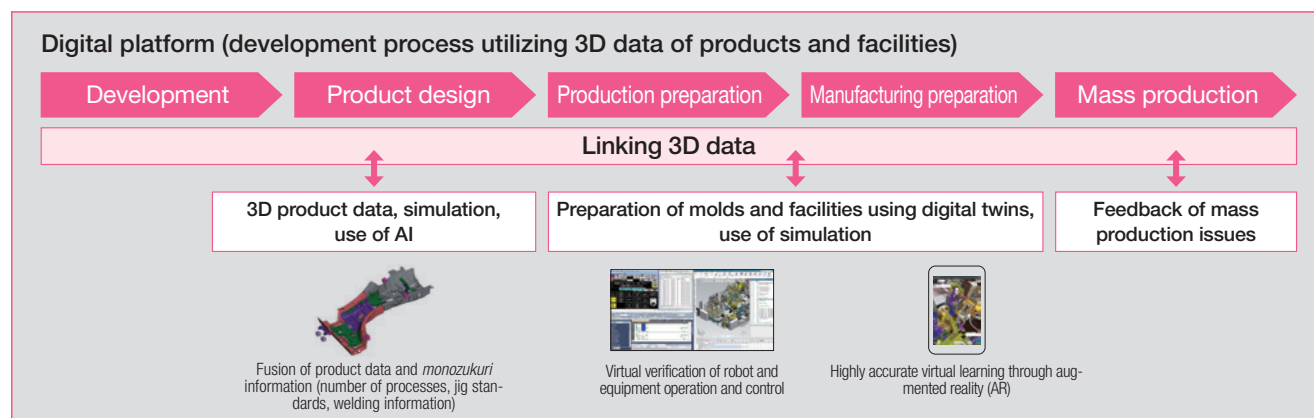 Digital platform (development process utilizing 3D data of products and facilities)
Development
Product design
Production preparation
Manufacturing preparation
Mass production
Linking 3D data
3D product data, simulation,
use of AI
Preparation of molds and facilities using digital twins,
use of simulation
Feedback of mass
production issues
Fusion of product data and monozukuri
information (number of processes, jig stan-
dards, welding information)
Virtual verification of robot and
equipment operation and control
Highly accurate virtual learning through aug-
mented reality (AR)